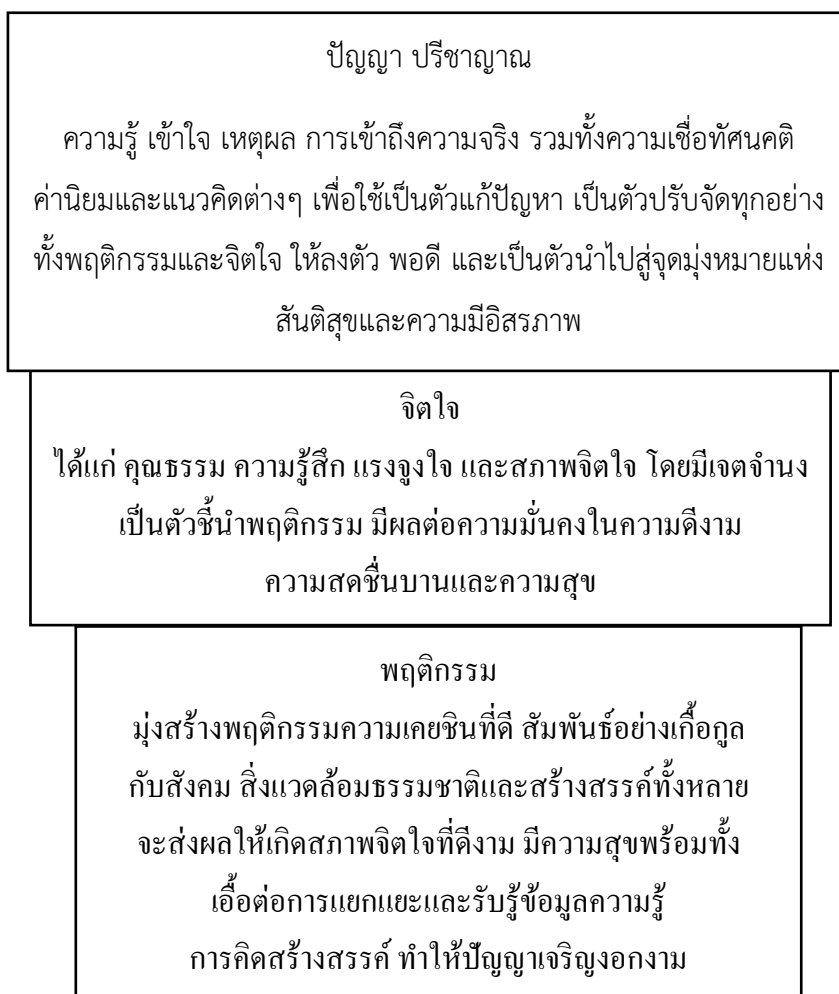 ปัญญา ปรีชาญาณ
ความรู้ เข้าใจ เหตุผล การเข้าถึงความจริง รวมทั้งความเชื่อทัศนคติ
ค่านิยมและแนวคิดต่างๆ เพื่อใช้เป็นตัวแก้ปัญหา เป็นตัวปรับจัดทุกอย่าง
ทั้งพฤติกรรมและจิตใจ ให้ลงตัว พอดี และเป็นตัวนำไปสู่จุดมุ่งหมายแห่ง
สันติสุขและความมีอิสรภาพ
จิตใจ
ได้แก่ คุณธรรม ความรู้สึก แรงจูงใจ และสภาพจิตใจ โดยมีเจตจำนง
เป็นตัวชี้นำพฤติกรรม มีผลต่อความมั่นคงในความดีงาม
ความสดชื่นบานและความสุข
พฤติกรรม
มุ่งสร้างพฤติกรรมความเคยชินที่ดี สัมพันธ์อย่างเกื้อกูล
กับสังคม สิ่งแวดล้อมธรรมชาติและสร้างสรรค์ทั้งหลาย
จะส่งผลให้เกิดสภาพจิตใจที่ดีงาม มีความสุขพร้อมทั้ง
เอื้อต่อการแยกแยะและรับรู้ข้อมูลความรู้
การคิดสร้างสรรค์ ทำให้ปัญญาเจริญงอกงาม